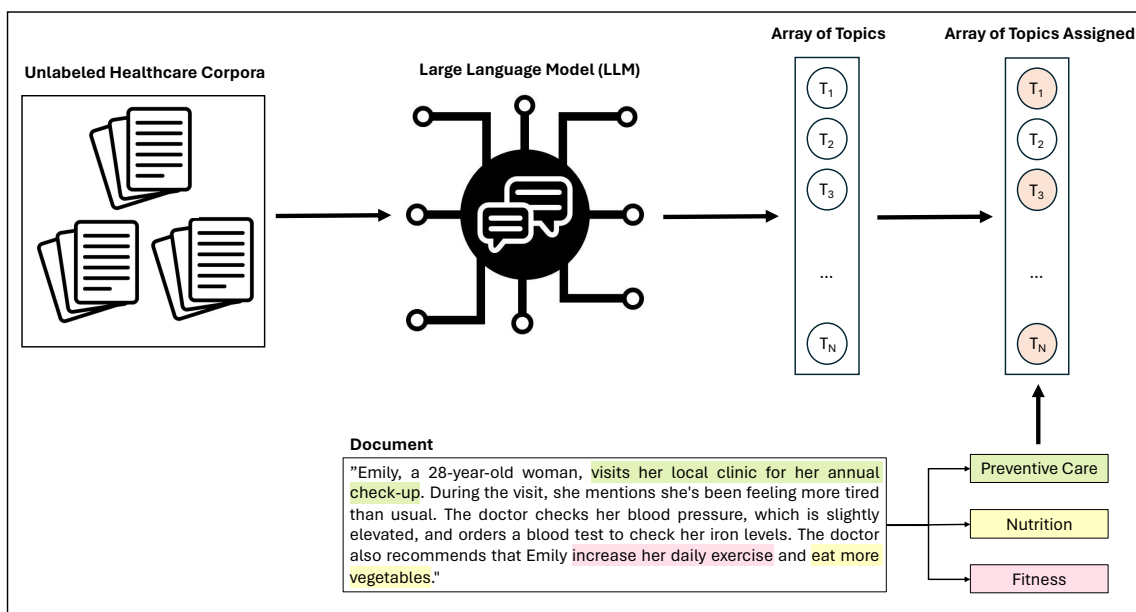 Array of Topics
Array of Topics Assigned
Unlabeled Healthcare Corpora
Large Language Model (LLM)
T1
T2
T3
...
TN
T1
T2
T3
...
TN
Document
"Emily, a 28-year-old woman, visits her local clinic for her annual
check-up. During the visit, she mentions she's been feeling more tired
than usual. The doctor checks her blood pressure, which is slightly
elevated, and orders a blood test to check her iron levels. The doctor
also recommends that Emily increase her daily exercise and eat more
vegetables."
Preventive Care
Nutrition
Fitness